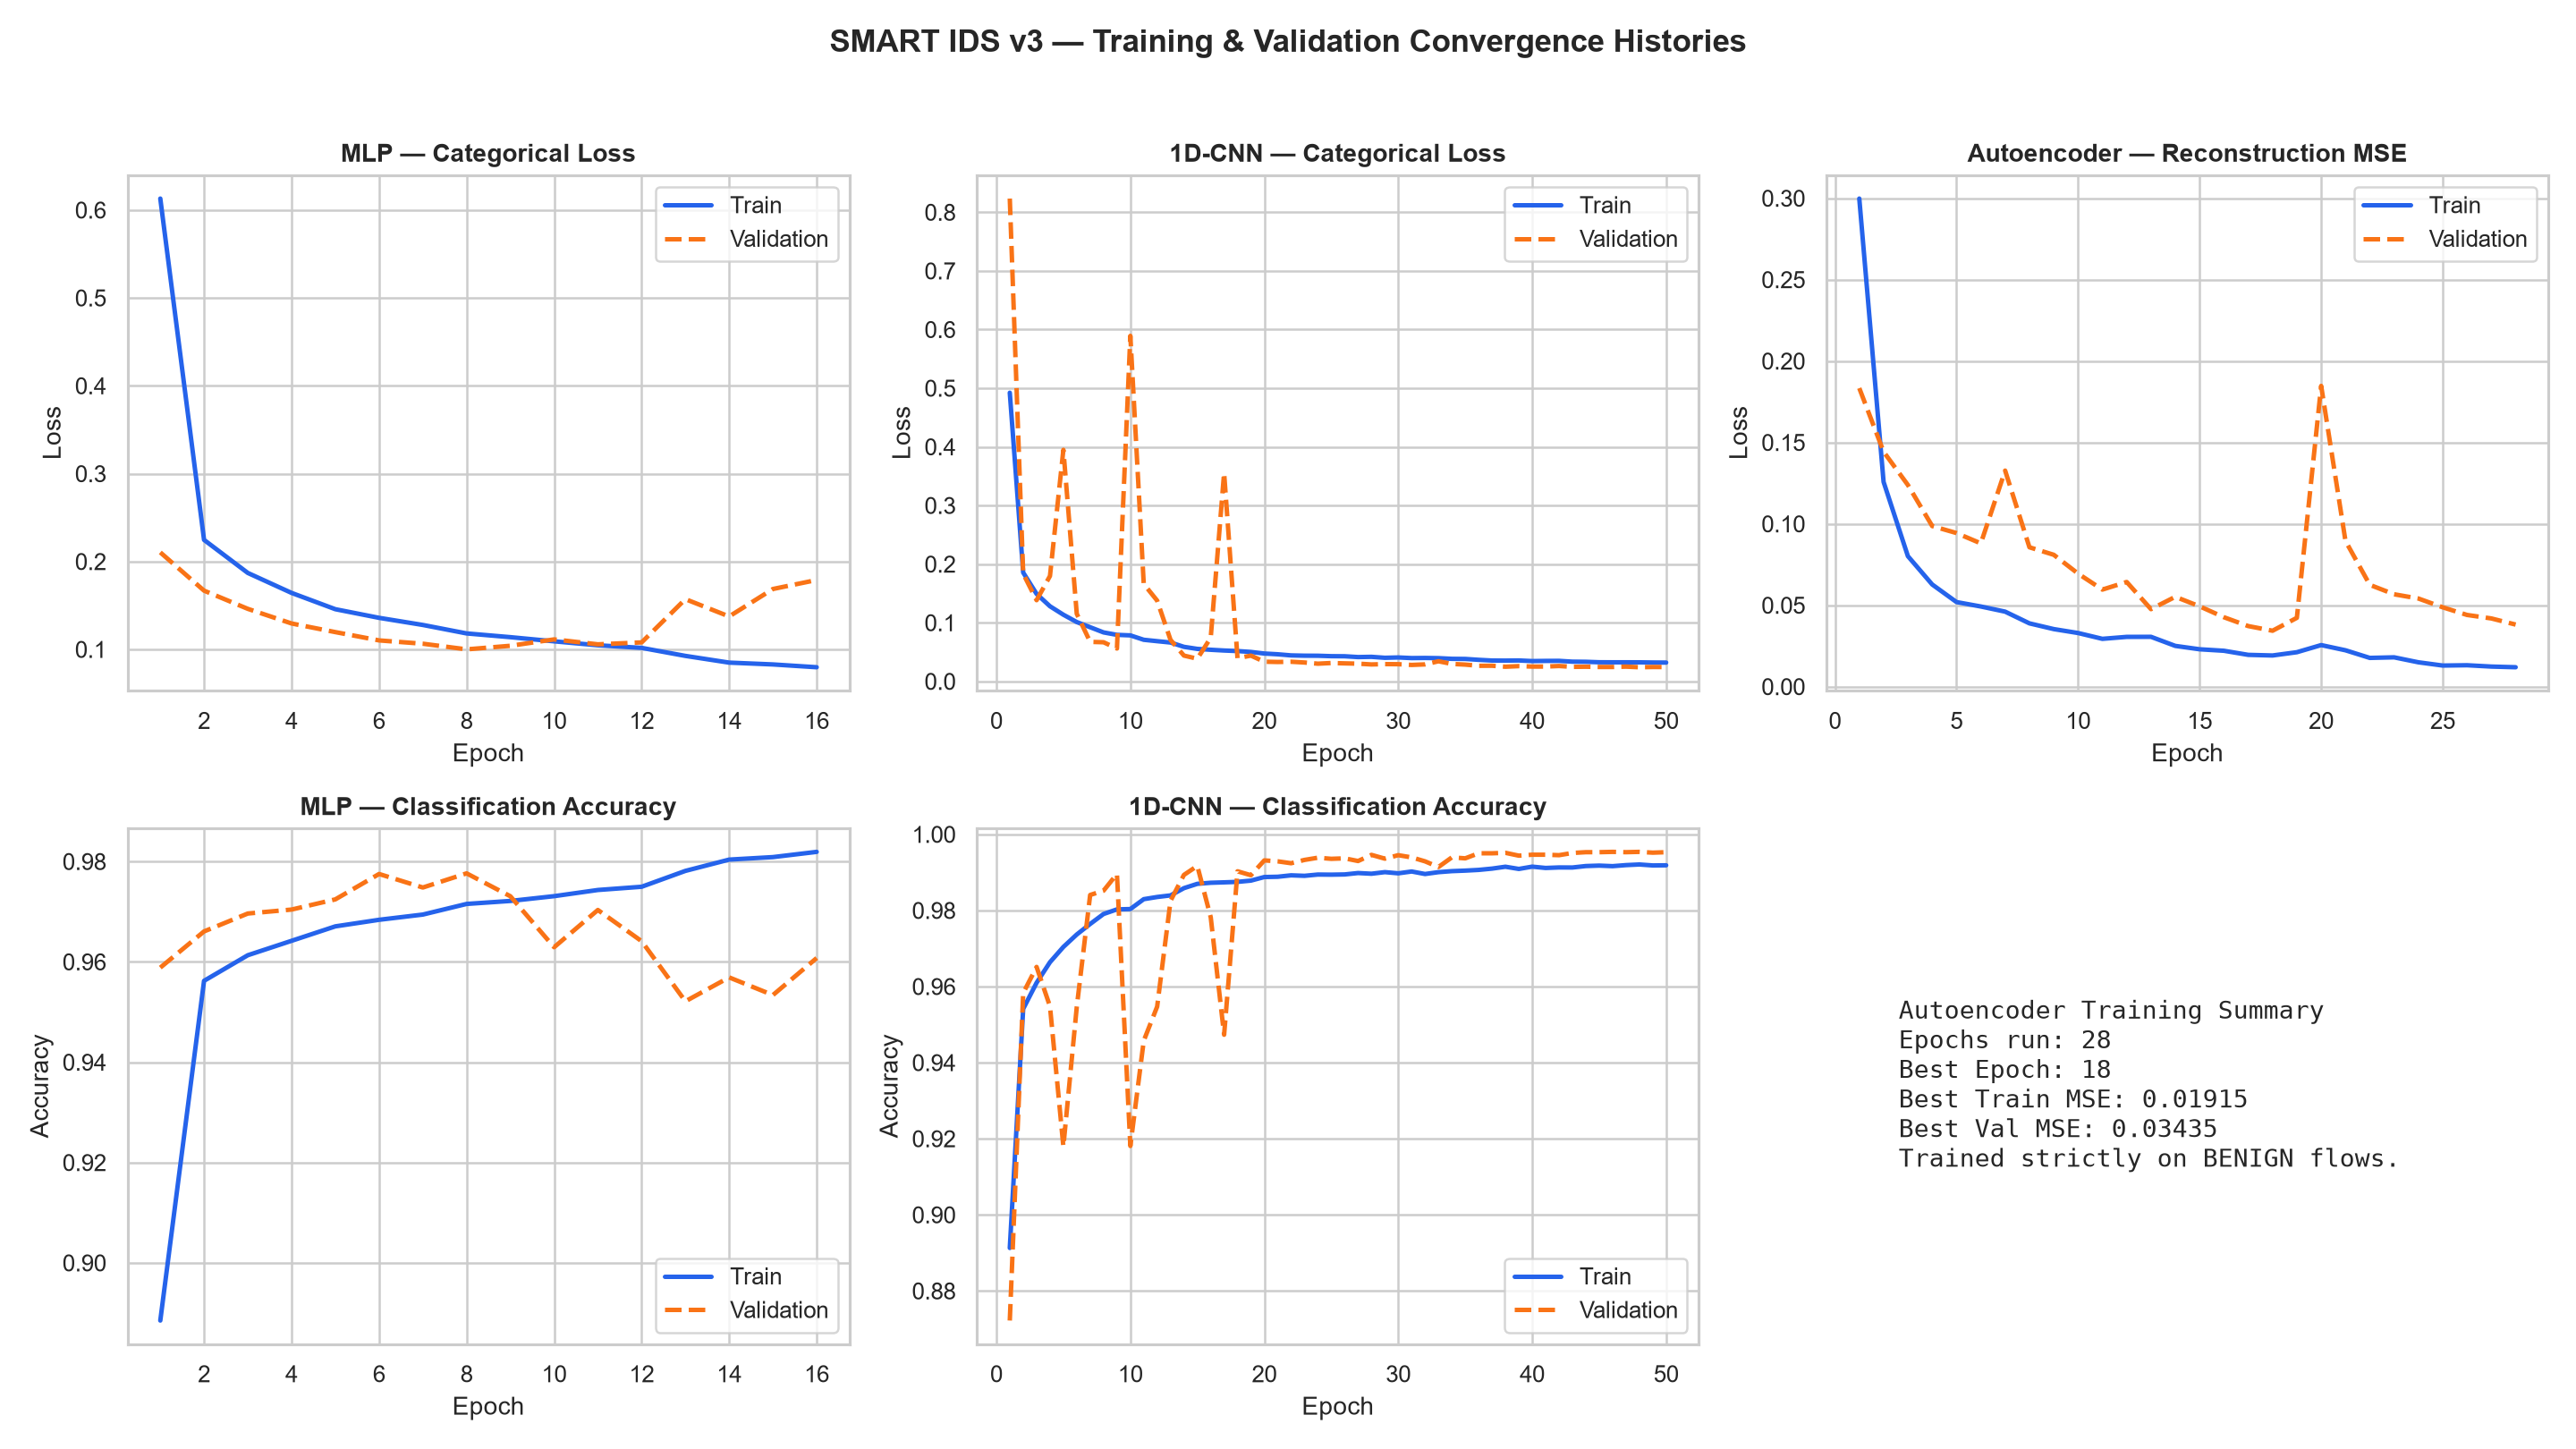 SMART IDS v3 — Training & Validation Convergence Histories
MLP — Categorical Loss
0.6
0.5
0.4
0.3
0.2
0.1
Loss
2 4 6 8 10 12 14 16
Epoch
Train
Validation
1D-CNN — Categorical Loss
0.8
0.7
0.6
0.5
0.4
0.3
0.2
0.1
0.0
Loss
0 10 20 30 40 50
Epoch
Train
Validation
Autoencoder — Reconstruction MSE
0.30
0.25
0.20
0.15
0.10
0.05
0.00
Loss
0 5 10 15 20 25
Epoch
Train
Validation
MLP — Classification Accuracy
0.98
0.96
0.94
0.92
0.90
Accuracy
2 4 6 8 10 12 14 16
Epoch
Train
Validation
1D-CNN — Classification Accuracy
1.00
0.98
0.96
0.94
0.92
0.90
0.88
Accuracy
0 10 20 30 40 50
Epoch
Train
Validation
Autoencoder Training Summary
Epochs run: 28
Best Epoch: 18
Best Train MSE: 0.01915
Best Val MSE: 0.03435
Trained strictly on BENIGN flows.